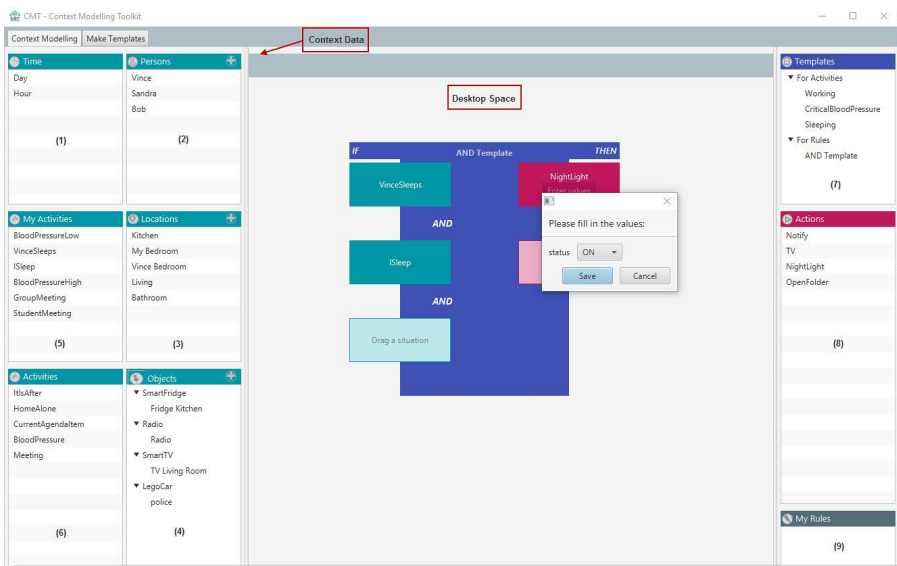 CMT - Context Modelling Toolkit
Context Modelling
Make Templates
Context Data
Time
Day
Hour
(1)
Persons
Vince
Sandra
Bob
(2)
My Activities
BloodPressureLow
VinceSleeps
ISleep
BloodPressureHigh
GroupMeeting
StudentMeeting
(5)
Locations
Kitchen
My Bedroom
Vince Bedroom
Living
Bathroom
(3)
Activities
ItIsAfter
HomeAlone
CurrentAgendaItem
BloodPressure
Meeting
(6)
Objects
SmartFridge
Fridge Kitchen
Radio
Radio
SmartTV
TV Living Room
LegoCar
police
(4)
Desktop Space
IF
AND Template
THEN
VinceSleeps
NightLight
Enter values
AND
ISleep
AND
Drag a situation
Please fill in the values:
status ON
Save
Cancel
Templates
For Activities
Working
CriticalBloodPressure
Sleeping
For Rules
AND Template
(7)
Actions
Notify
TV
NightLight
OpenFolder
(8)
My Rules
(9)